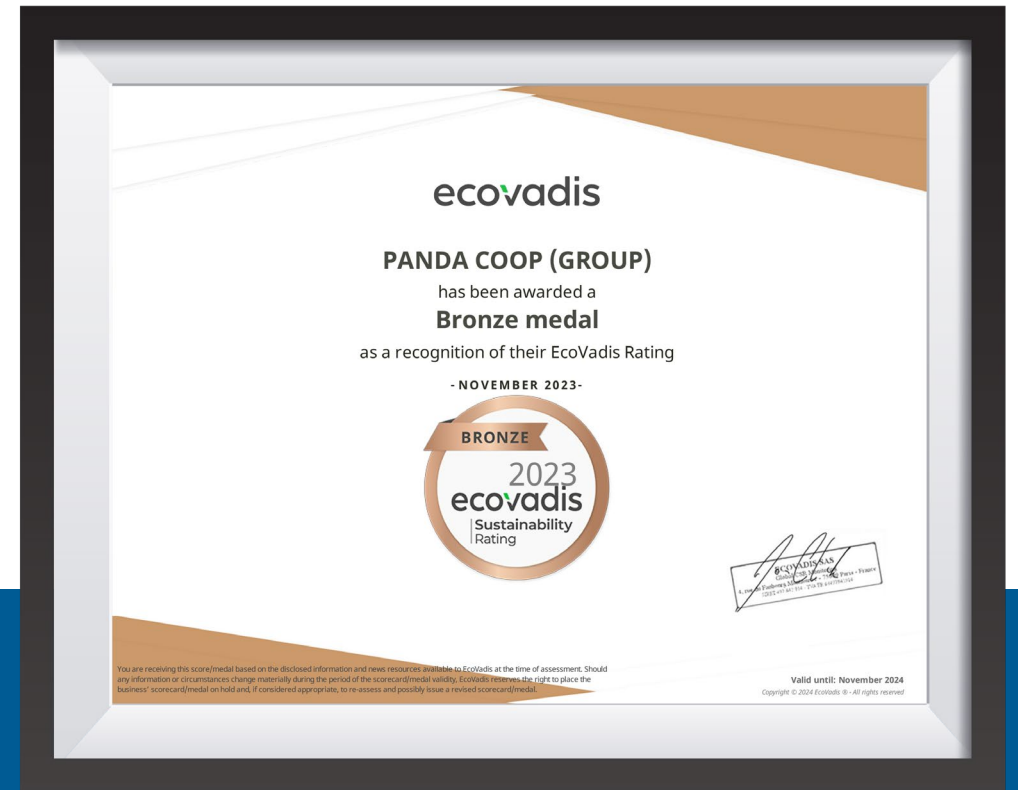 ecovadis
PANDA COOP (GROUP)
has been awarded a
Bronze medal
as a recognition of their EcoVadis Rating
- NOVEMBER 2023-
BRONZE
2023
ecovadis
Sustainability
Rating
ECOVADIS SAS
Paris - France
You are receiving this score/medal based on the disclosed information and news resources available to EcoVadis at the time of assessment. Should
any information or circumstances change materially during the period of the scorecard/medal validity, EcoVadis reserves the right to place the
business' scorecard/medal on hold and, if considered appropriate, to re-assess and possibly issue a revised scorecard/medal.
Valid until: November 2024
Copyright © 2024 EcoVadis ® - All rights reserved